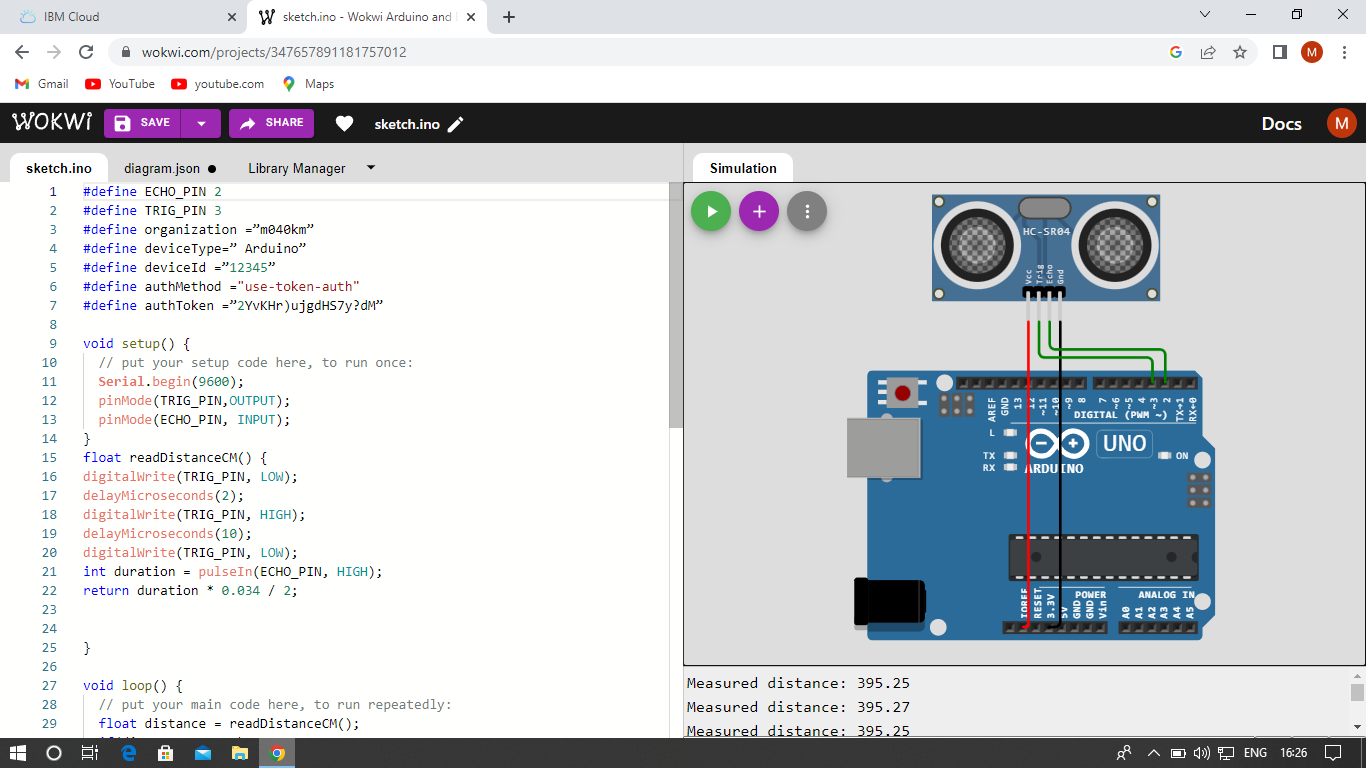 IBM Cloud
sketch.ino - Wokwi Arduino and
wokwi.com/projects/347657891181757012
M
Gmail
YouTube
youtube.com
Maps
WOKWi
SAVE
SHARE
sketch.ino
Docs
M
sketch.ino
diagram.json
Library Manager
Simulation
1 #define ECHO_PIN 2
2 #define TRIG_PIN 3
3 #define organization =”m040km”
4 #define deviceType=” Arduino”
5 #define deviceId =”12345”
6 #define authMethod ="use-token-auth"
7 #define authToken =”2YvKHr)ujgdHS7y?dM”
8
9 void setup() {
10 // put your setup code here, to run once:
11 Serial.begin(9600);
12 pinMode(TRIG_PIN,OUTPUT);
13 pinMode(ECHO_PIN, INPUT);
14 }
15 float readDistanceCM() {
16 digitalWrite(TRIG_PIN, LOW);
17 delayMicroseconds(2);
18 digitalWrite(TRIG_PIN, HIGH);
19 delayMicroseconds(10);
20 digitalWrite(TRIG_PIN, LOW);
21 int duration = pulseIn(ECHO_PIN, HIGH);
22 return duration * 0.034 / 2;
23
24
25 }
26
27 void loop() {
28 // put your main code here, to run repeatedly:
29 float distance = readDistanceCM();
HC-SR04
Vcc
Trig
Echo
Gnd
AREF
GND
13
12
~11
~10
~9
8
7
~6
~5
4
~3
2
TX→1
RX←0
DIGITAL (PWM ~)
L
TX
RX
ARDUINO
UNO
ON
IOREF
RESET
3.3V
5V
GND
GND
Vin
POWER
ANALOG IN
A0
A1
A2
A3
A4
A5
Measured distance: 395.25
Measured distance: 395.27
Measured distance: 395.25
ENG
16:26